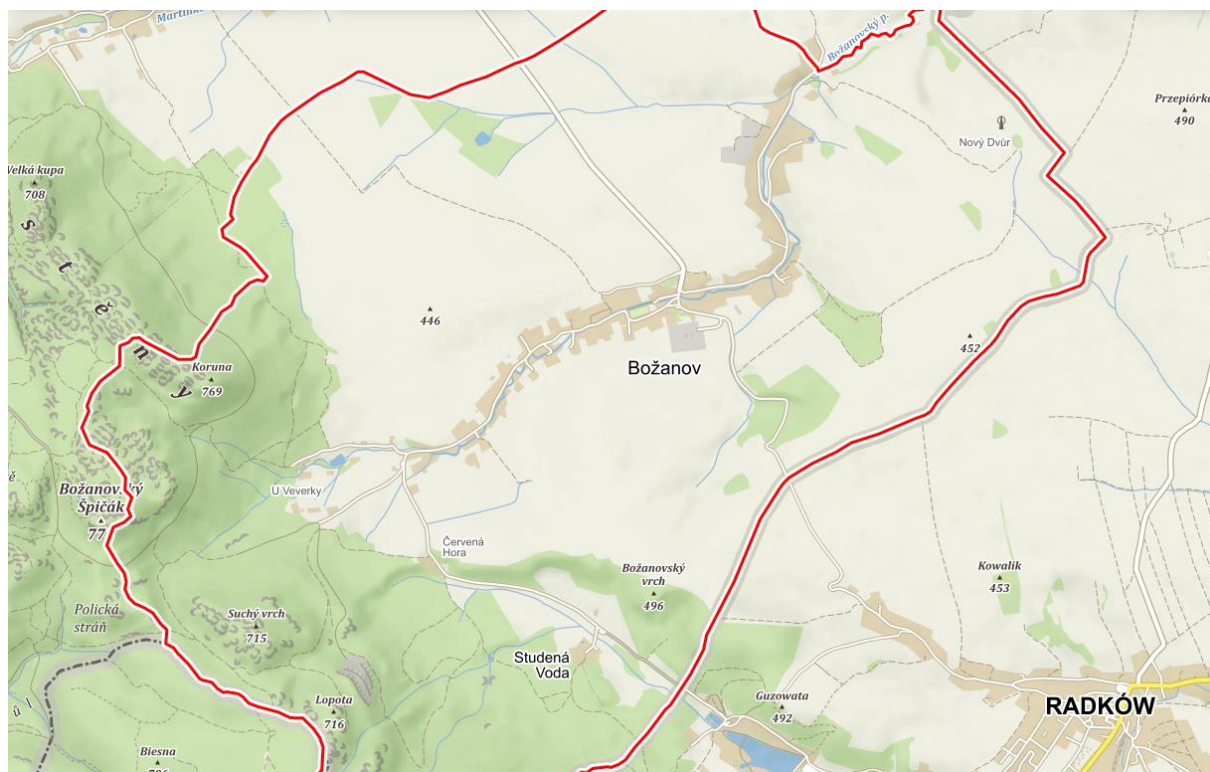 Božanovský p.
Przepiórka
490
Nový Dvůr
Velká kupa
708
s t ě n y
446
452
Koruna
769
Božanov
Božanovský
Špičák
77
U Veverky
Červená
Hora
Božanovský
vrch
496
Kowalik
453
Polická
stráň
Suchý vrch
715
Studená
Voda
Lopota
716
Guzowata
492
RADKÓW
Biesna